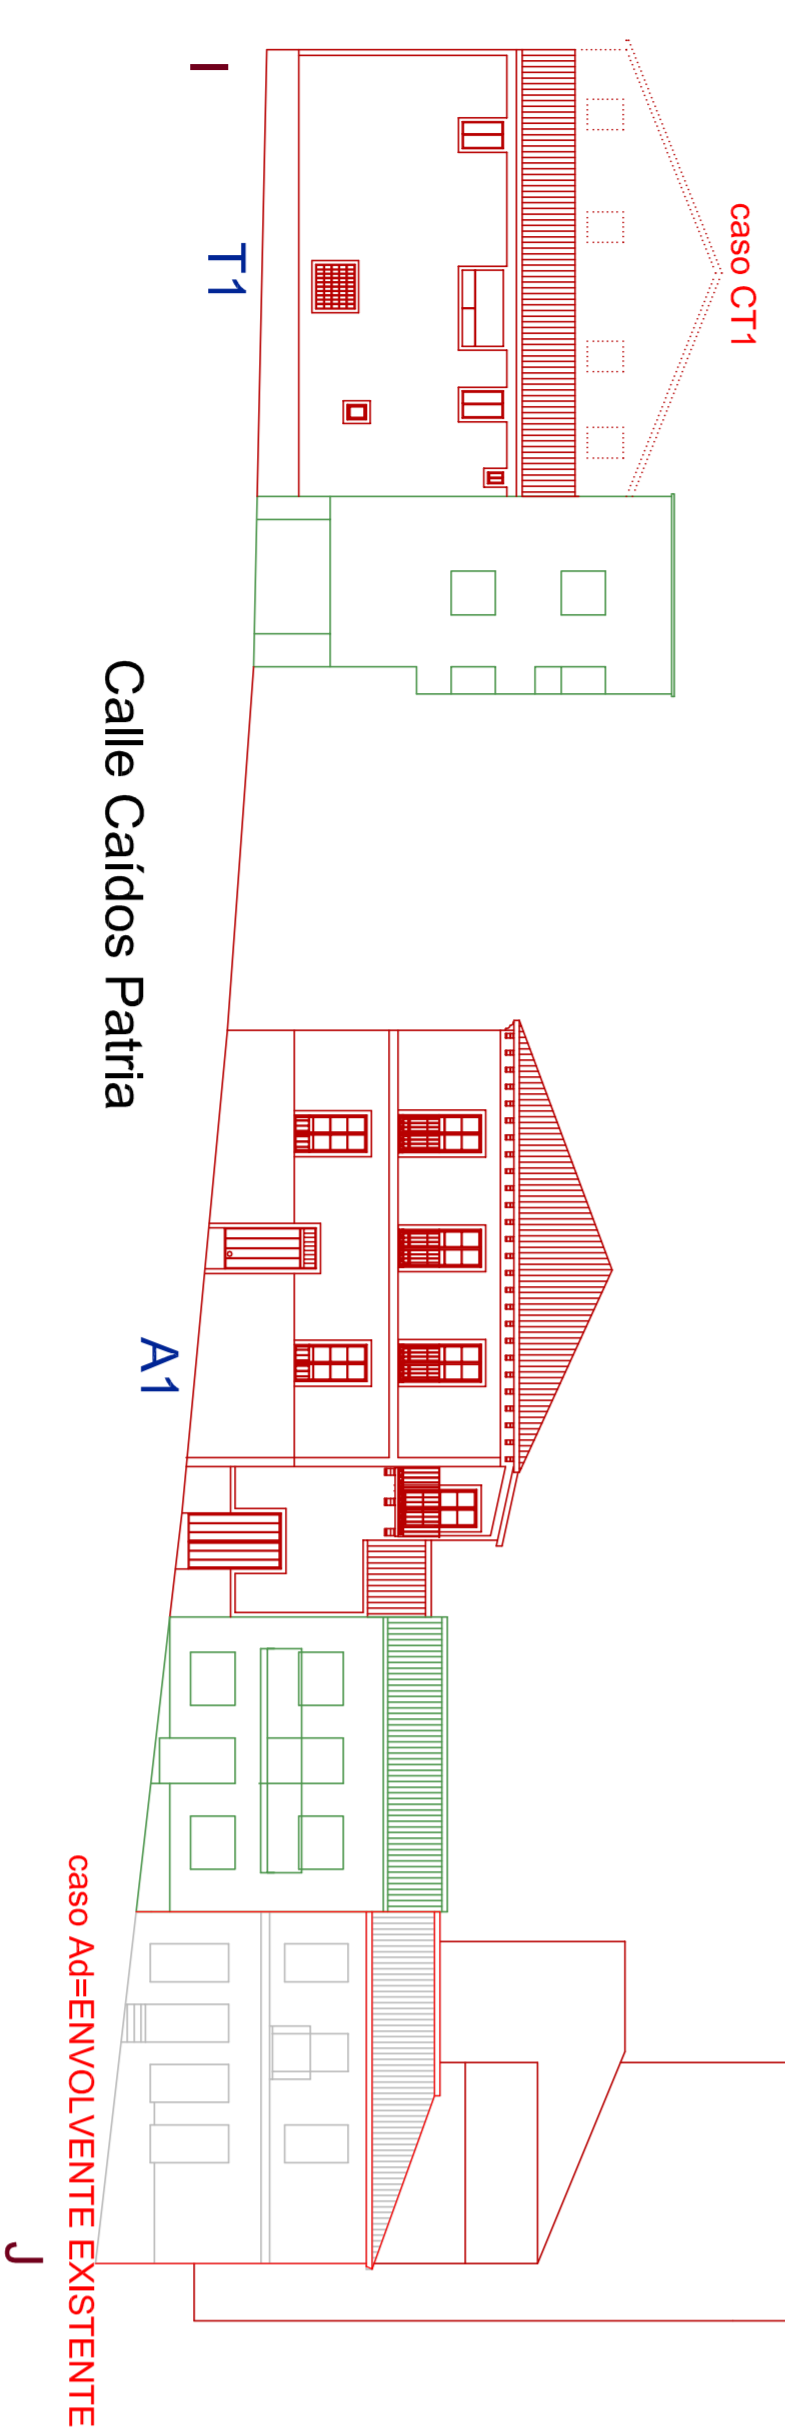 caso CT1
I
T1
Calle Caídos Patria
A1
caso Ad=ENVOLVENTE EXISTENTE
J